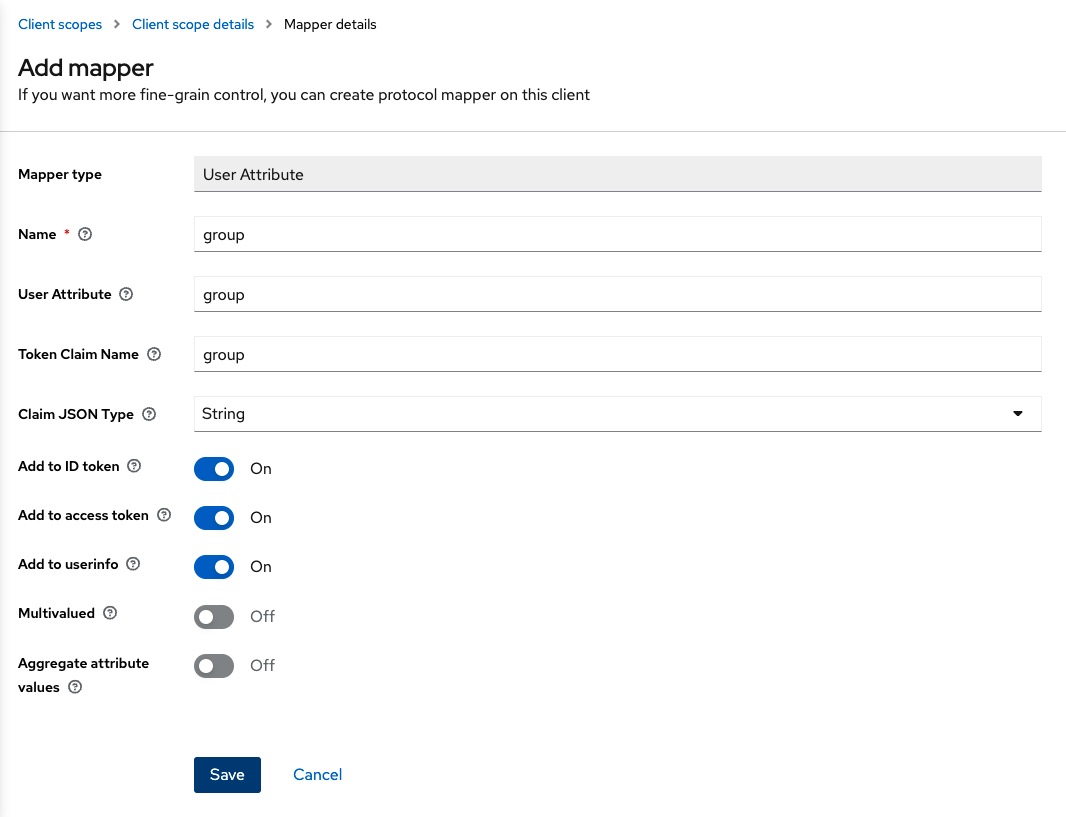 Client scopes > Client scope details > Mapper details
Add mapper
If you want more fine-grain control, you can create protocol mapper on this client
Mapper type User Attribute
Name * group
User Attribute group
Token Claim Name group
Claim JSON Type String
Add to ID token On
Add to access token On
Add to userinfo On
Multivalued Off
Aggregate attribute
values Off
Save Cancel